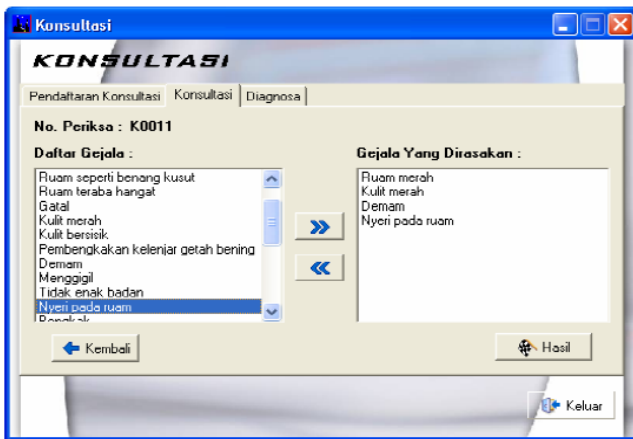 Konsultasi
KONSULTASI
Pendaftaran Konsultasi Konsultasi Diagnosa
No. Periksa : K0011
Daftar Gejala :
Ruam seperti benang kusut
Ruam teraba hangat
Gatal
Kulit merah
Kulit bersisik
Pembengkakan kelenjar getah bening
Demam
Menggigil
Tidak enak badan
Nyeri pada ruam
Bengkak
Gejala Yang Dirasakan :
Ruam merah
Kulit merah
Demam
Nyeri pada ruam
Kembali
Hasil
Keluar